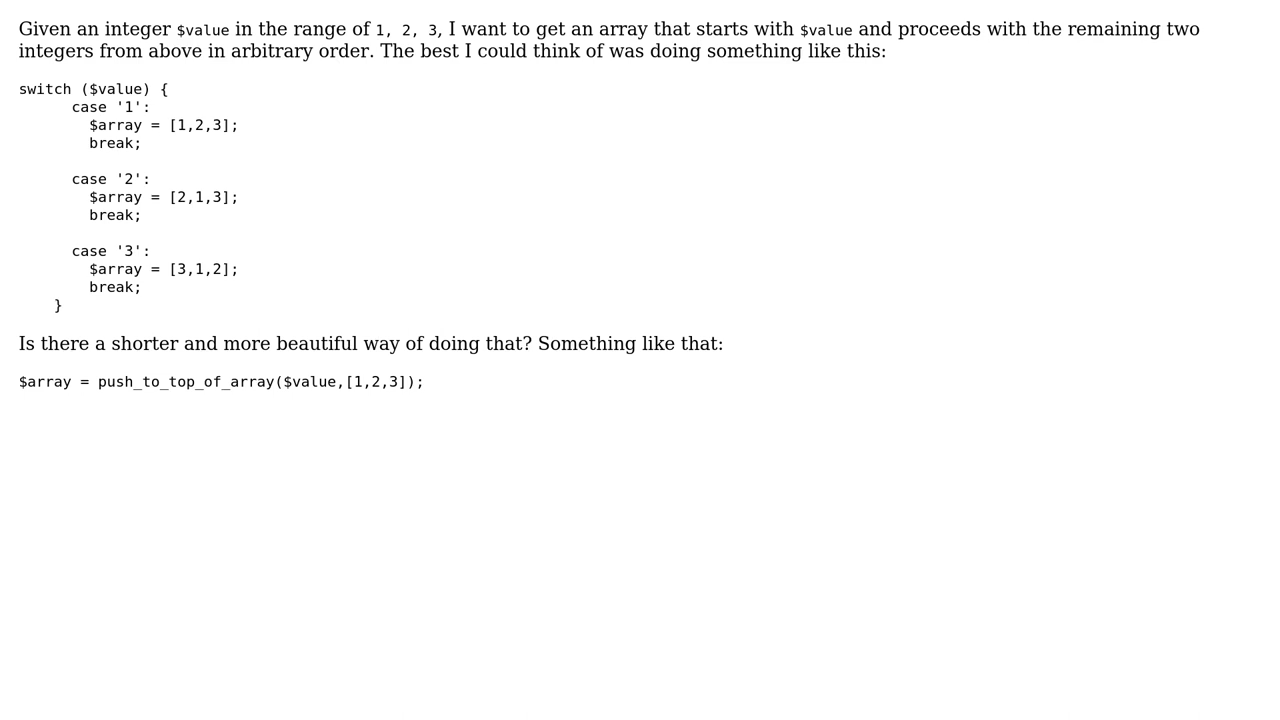 Given an integer $value in the range of 1, 2, 3, I want to get an array that starts with $value and proceeds with the remaining two
integers from above in arbitrary order. The best I could think of was doing something like this:
switch ($value) {
      case '1':
        $array = [1,2,3];
        break;
      case '2':
        $array = [2,1,3];
        break;
      case '3':
        $array = [3,1,2];
        break;
    }
Is there a shorter and more beautiful way of doing that? Something like that:
$array = push_to_top_of_array($value,[1,2,3]);